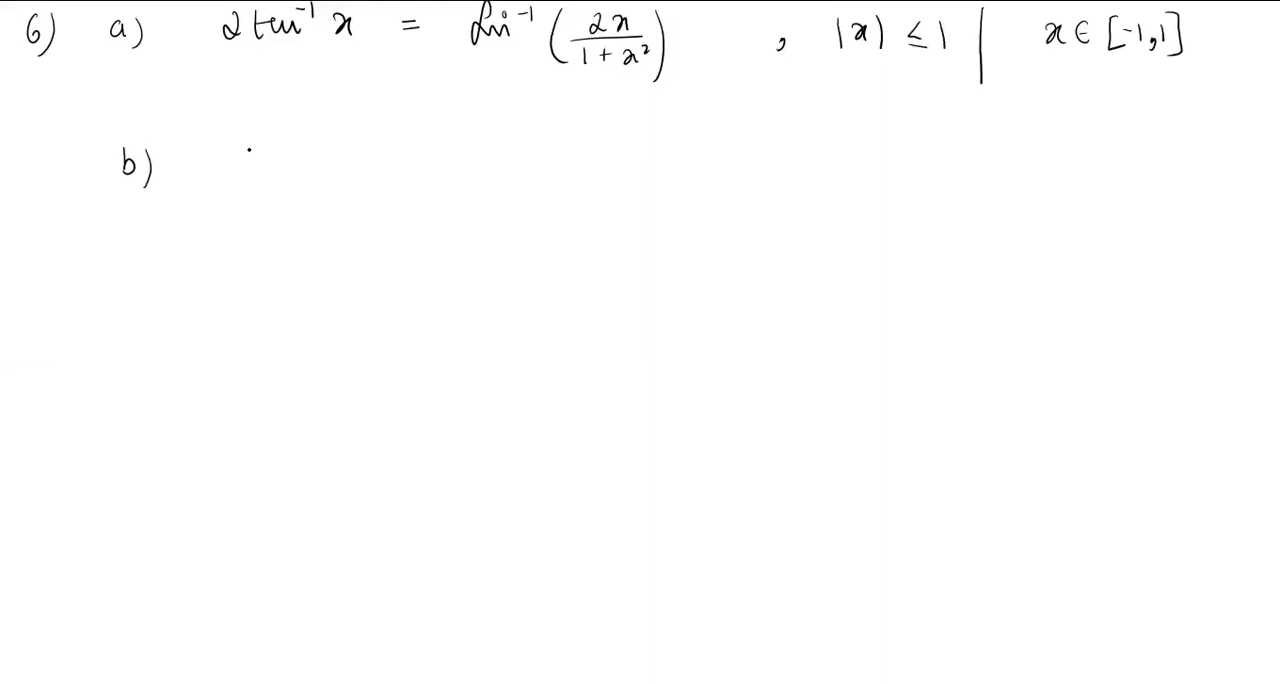 6) a) 2 tan⁻¹ x = sin⁻¹ (2x / (1 + x²)) , |x| ≤ 1 | x ∈ [-1,1]
b)